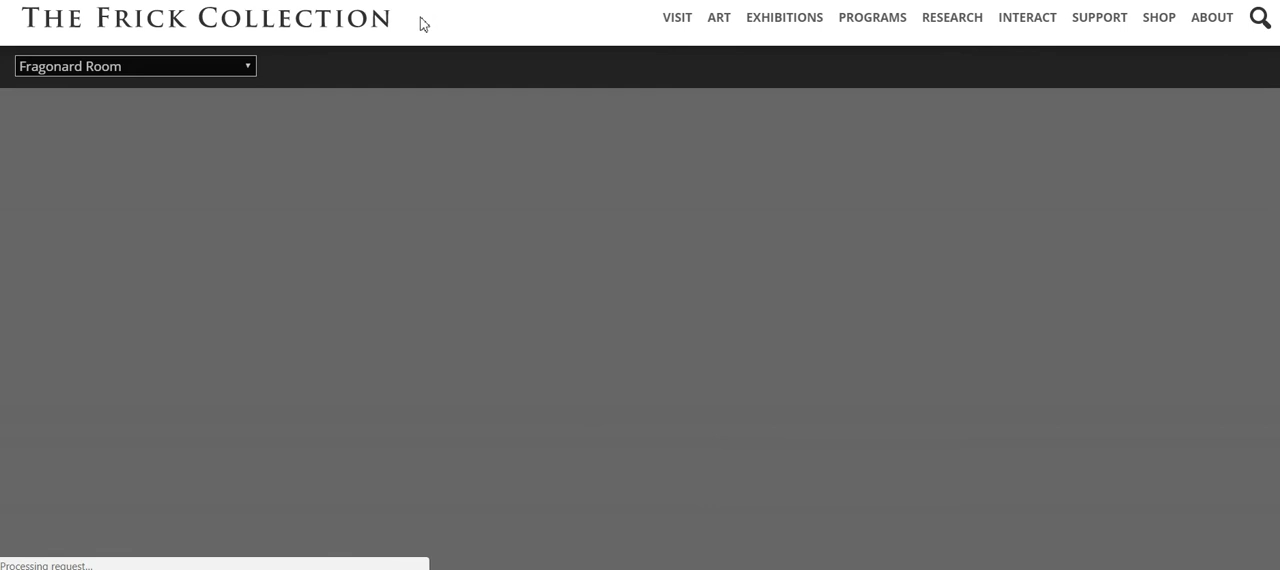 THE FRICK COLLECTION
VISIT ART EXHIBITIONS PROGRAMS RESEARCH INTERACT SUPPORT SHOP ABOUT
Fragonard Room
Processing request...